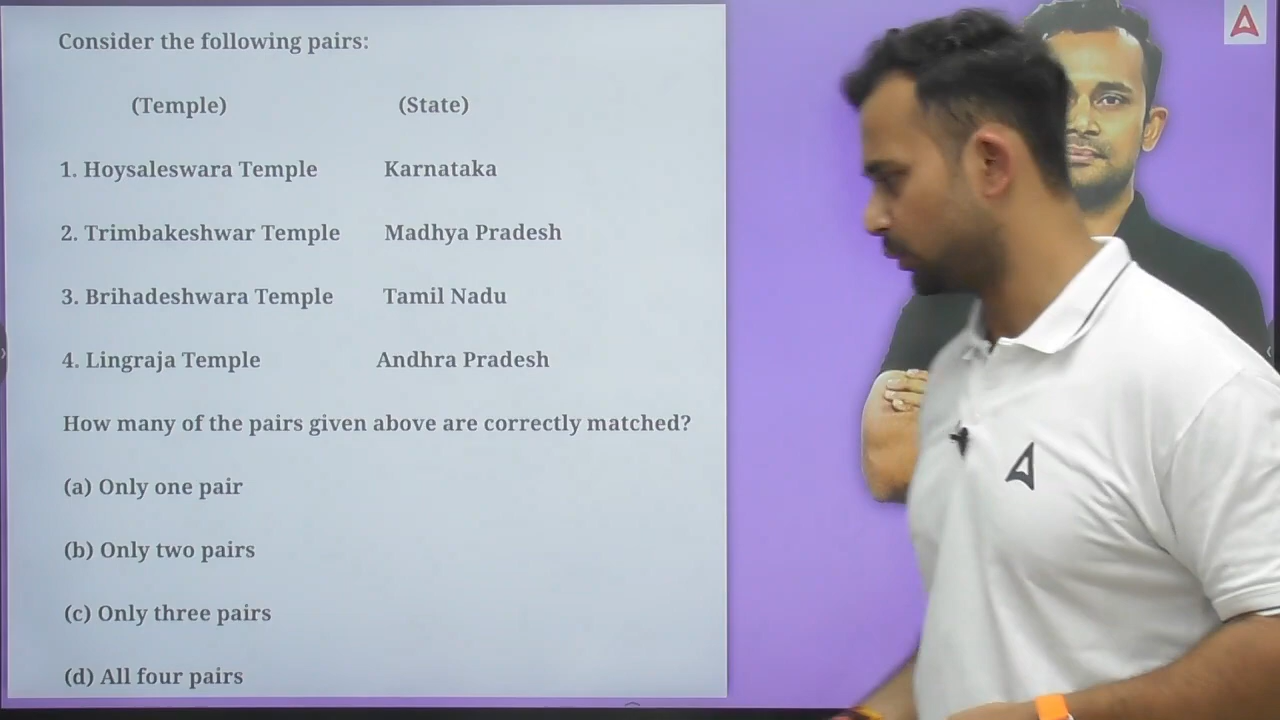 Consider the following pairs:
(Temple) (State)
1. Hoysaleswara Temple Karnataka
2. Trimbakeshwar Temple Madhya Pradesh
3. Brihadeshwara Temple Tamil Nadu
4. Lingraja Temple Andhra Pradesh
How many of the pairs given above are correctly matched?
(a) Only one pair
(b) Only two pairs
(c) Only three pairs
(d) All four pairs